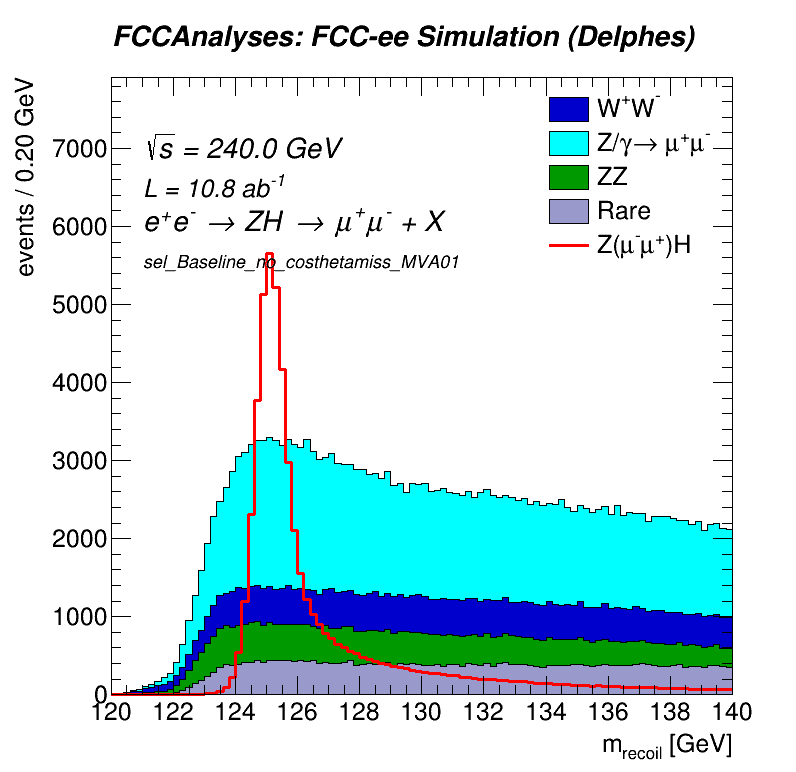 FCCAnalyses: FCC-ee Simulation (Delphes)
events / 0.20 GeV
√s = 240.0 GeV
L = 10.8 ab⁻¹
e⁺e⁻ → ZH → μ⁺μ⁻ + X
sel_Baseline_no_costhetamiss_MVA01
W⁺W⁻
Z/γ→ μ⁺μ⁻
ZZ
Rare
Z(μ⁻μ⁺)H
7000
6000
5000
4000
3000
2000
1000
0
120 122 124 126 128 130 132 134 136 138 140
m_recoil [GeV]